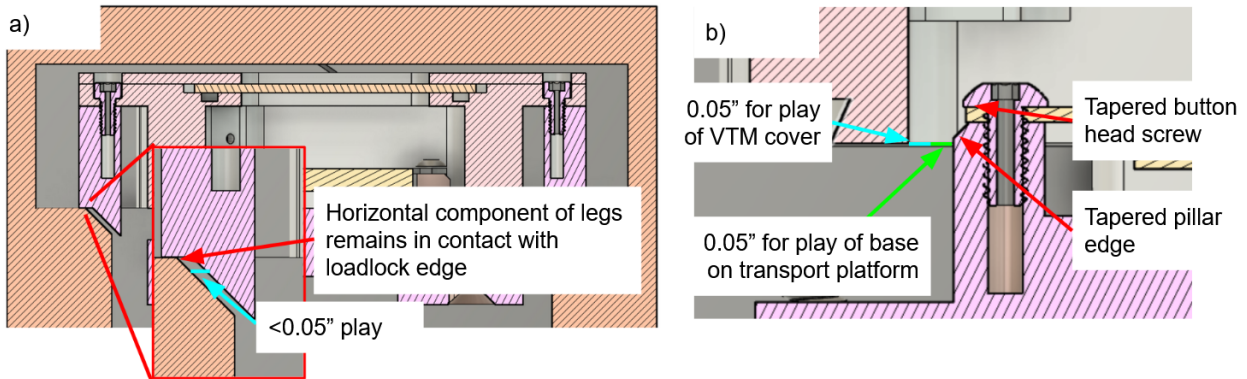 a)
Horizontal component of legs
remains in contact with
loadlock edge
<0.05” play
b)
0.05” for play
of VTM cover
Tapered button
head screw
0.05” for play of base
on transport platform
Tapered pillar
edge